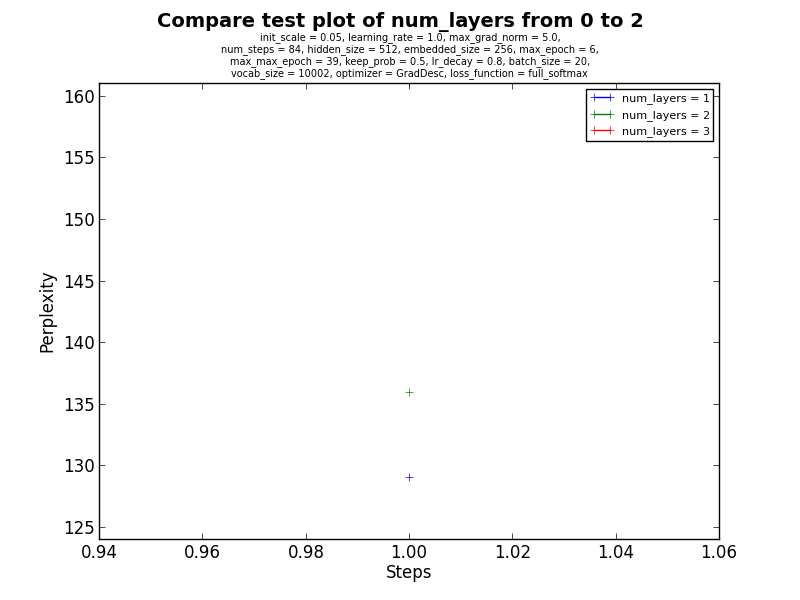 Compare test plot of num_layers from 0 to 2
init_scale = 0.05, learning_rate = 1.0, max_grad_norm = 5.0,
num_steps = 84, hidden_size = 512, embedded_size = 256, max_epoch = 6,
max_max_epoch = 39, keep_prob = 0.5, lr_decay = 0.8, batch_size = 20,
vocab_size = 10002, optimizer = GradDesc, loss_function = full_softmax
num_layers = 1
num_layers = 2
num_layers = 3
Perplexity
160
155
150
145
140
135
130
125
0.94 0.96 0.98 1.00 1.02 1.04 1.06
Steps